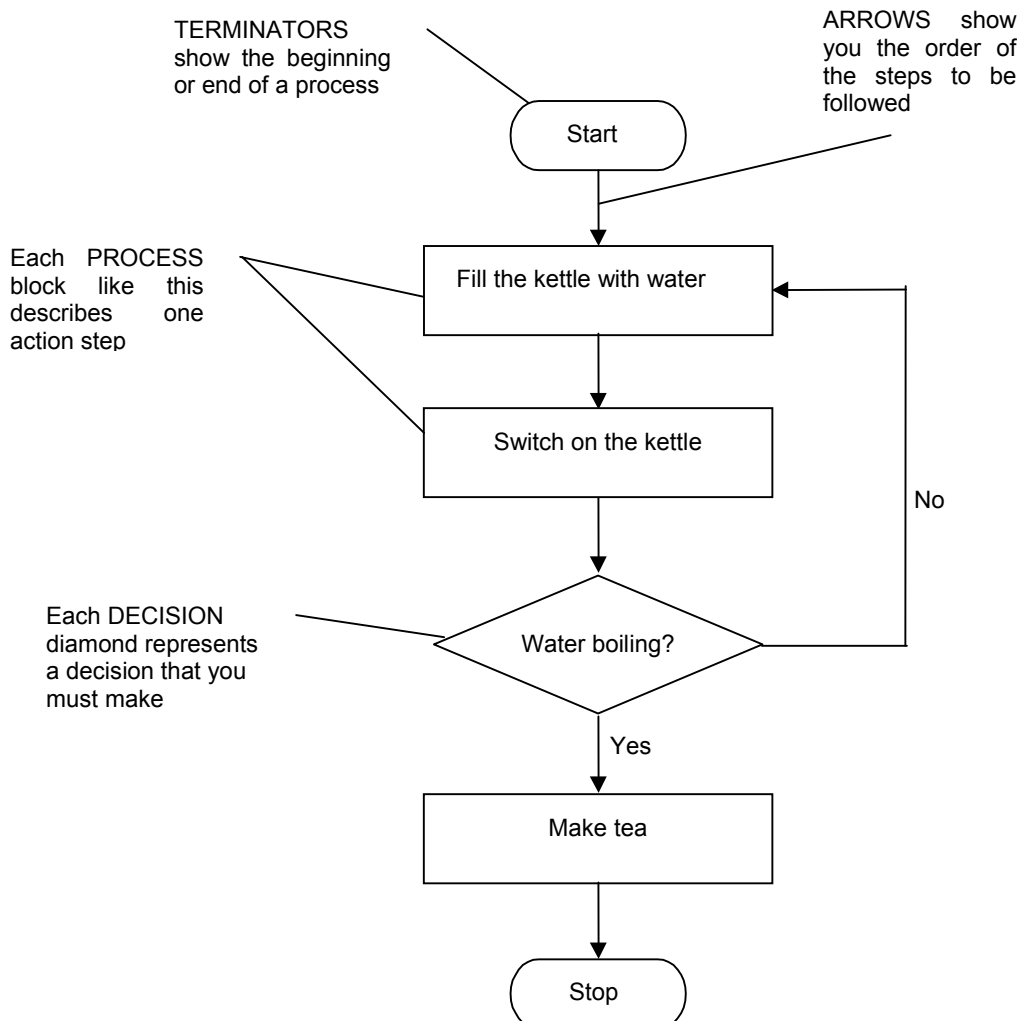 TERMINATORS
show the beginning
or end of a process
ARROWS show
you the order of
the steps to be
followed
Start
Each PROCESS
block like this
describes one
action step
Fill the kettle with water
Switch on the kettle
No
Each DECISION
diamond represents
a decision that you
must make
Water boiling?
Yes
Make tea
Stop